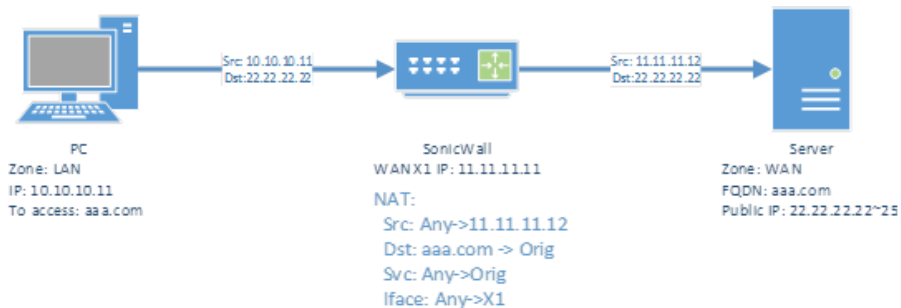 Src: 10.10.10.11
Dst:22.22.22.22
Src: 11.11.11.12
Dst:22.22.22.22
PC
Zone: LAN
IP: 10.10.10.11
To access: aaa.com
SonicWall
WAN X1 IP: 11.11.11.11
NAT:
Src: Any->11.11.11.12
Dst: aaa.com -> Orig
Svc: Any->Orig
Iface: Any->X1
Server
Zone: WAN
FQDN: aaa.com
Public IP: 22.22.22.22~25